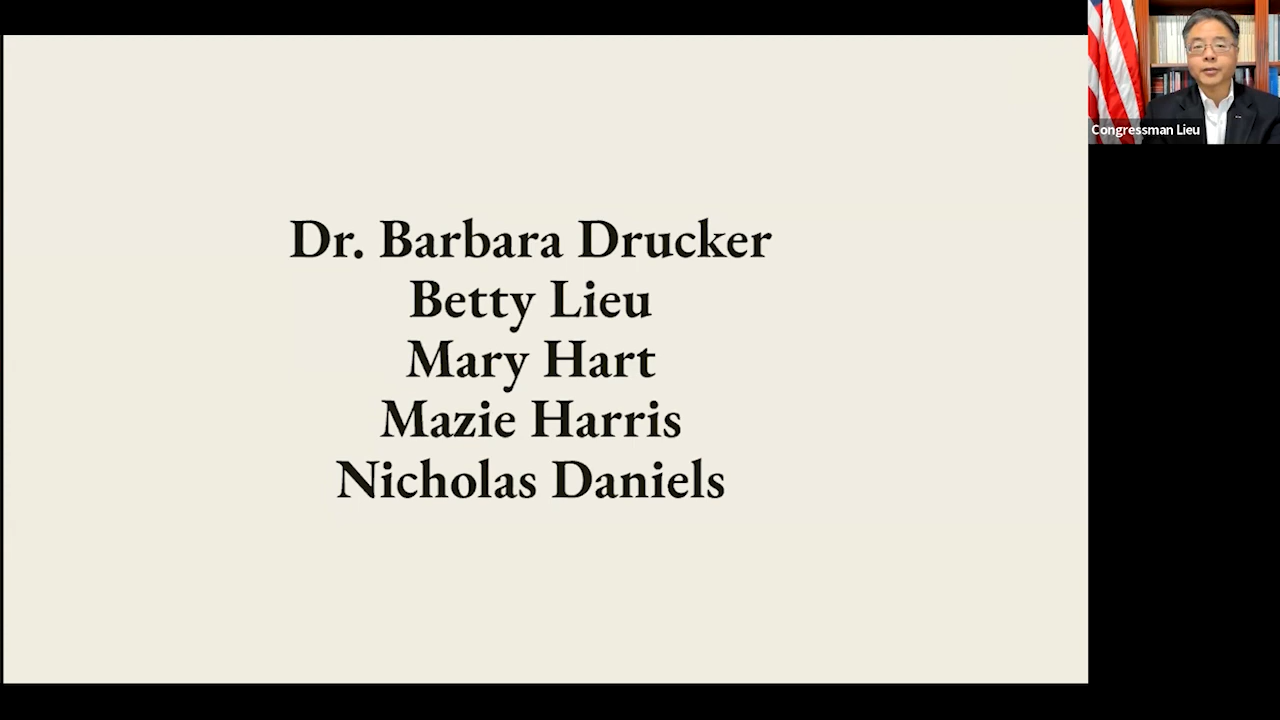 Dr. Barbara Drucker
Betty Lieu
Mary Hart
Mazie Harris
Nicholas Daniels
Congressman Lieu